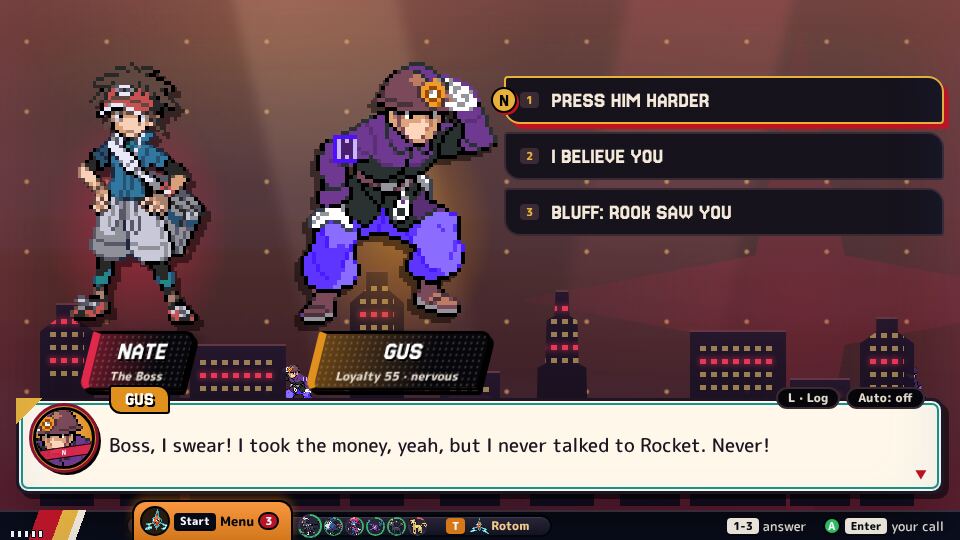 N
1 PRESS HIM HARDER
2 I BELIEVE YOU
3 BLUFF: ROOK SAW YOU
NATE
The Boss
GUS
Loyalty 55 · nervous
GUS
L · Log
Auto: off
N
Boss, I swear! I took the money, yeah, but I never talked to Rocket. Never!
Start Menu 3
T Rotom
1-3 answer
A Enter your call